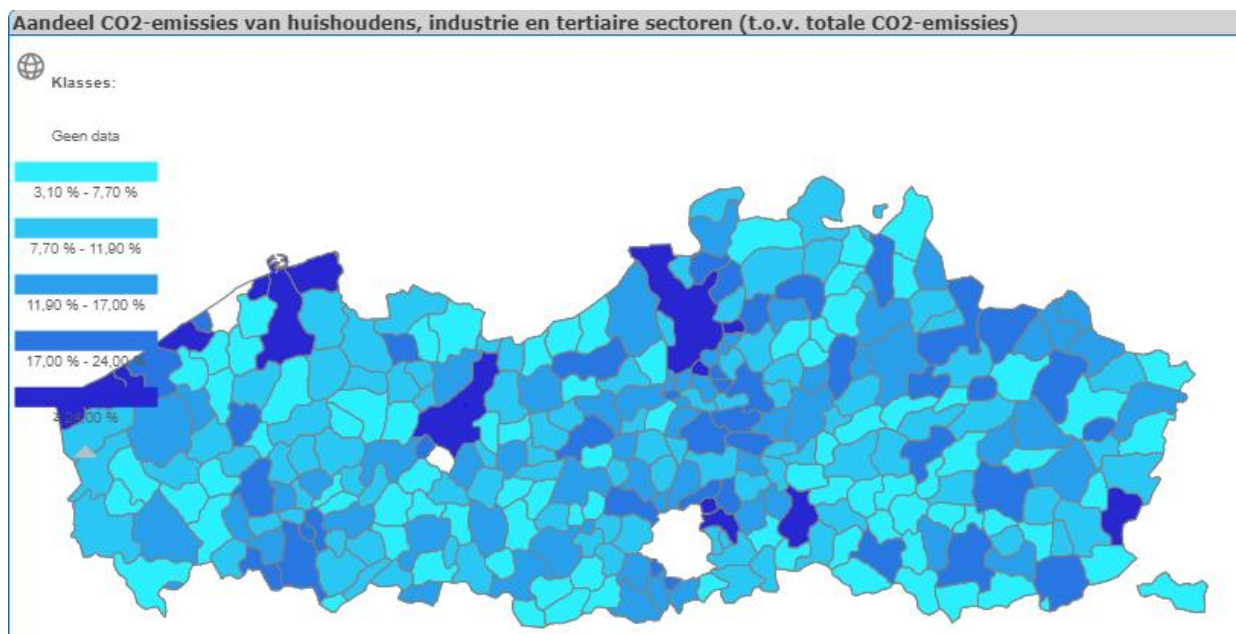 Aandeel CO2-emissies van huishoudens, industrie en tertiaire sectoren (t.o.v. totale CO2-emissies)
Klasses:
Geen data
3,10 % - 7,70 %
7,70 % - 11,90 %
11,90 % - 17,00 %
17,00 % - 24,00 %